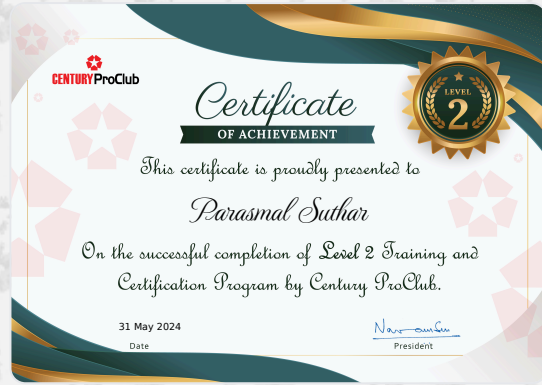 CENTURY ProClub
Certificate
OF ACHIEVEMENT
LEVEL
2
This certificate is proudly presented to
Parasmal Suthar
On the successful completion of Level 2 Training and
Certification Program by Century ProClub.
31 May 2024
Date
President